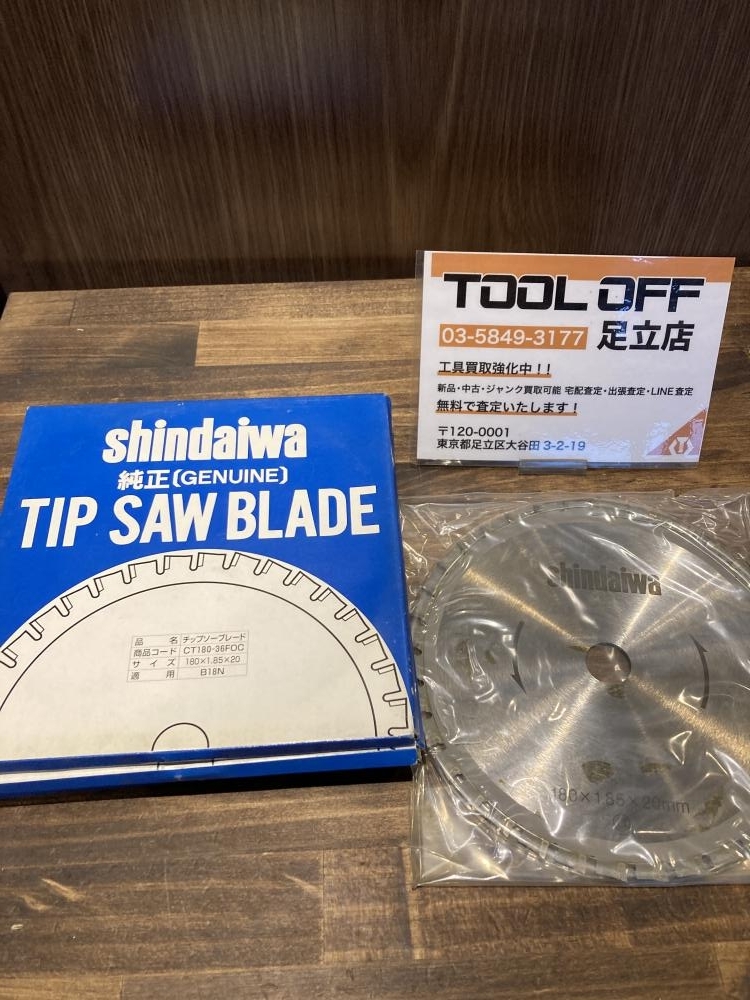 TOOL OFF
03-5849-3177 足立店
工具買取強化中！！
新品・中古・ジャンク買取可能 宅配査定・出張査定・LINE査定
無料で査定いたします！
〒120-0001
東京都足立区大谷田 3-2-19
shindaiwa
純正(GENUINE)
TIP SAW BLADE
品名 チップソーブレード
商品コード CT180-36FOC
サイズ 180×1.85×20
適用 B18N
shindaiwa
180×1.85×20mm